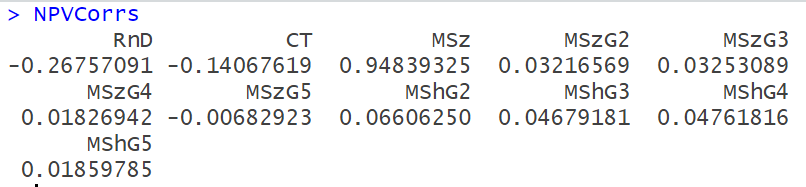 > NPVCorrs
RnD CT MSz MSzG2 MSzG3
-0.26757091 -0.14067619 0.94839325 0.03216569 0.03253089
MSzG4 MSzG5 MShG2 MShG3 MShG4
0.01826942 -0.00682923 0.06606250 0.04679181 0.04761816
MShG5
0.01859785